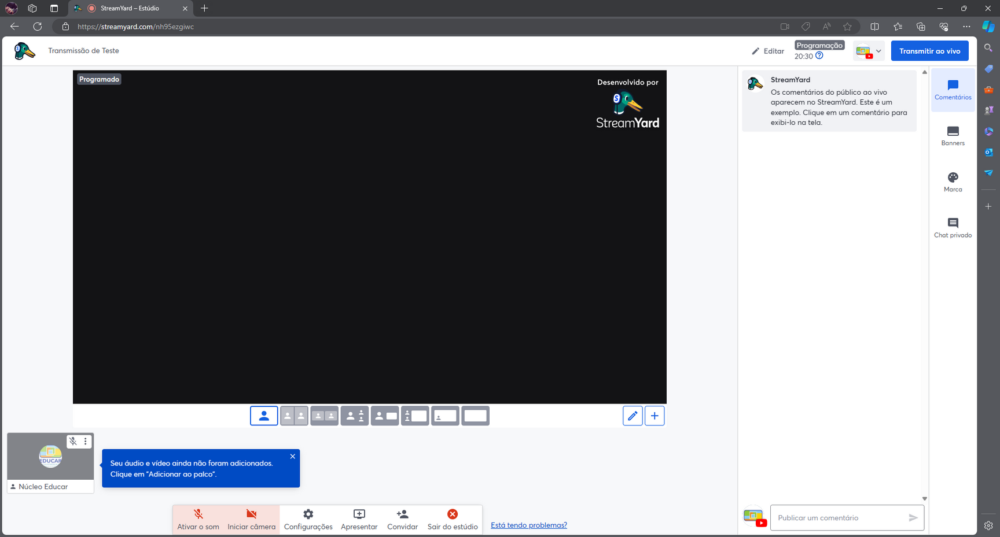 StreamYard – Estúdio
https://streamyard.com/nh95ezgiwc
Transmissão de Teste
Editar
Programação
20:30
Transmitir ao vivo
Programado
Desenvolvido por
StreamYard
StreamYard
Os comentários do público ao vivo
aparecem no StreamYard. Este é um
exemplo. Clique em um comentário para
exibi-lo na tela.
Comentários
Banners
Marca
Chat privado
EDUCAR
Núcleo Educar
Seu áudio e vídeo ainda não foram adicionados.
Clique em "Adicionar ao palco".
Ativar o som
Iniciar câmera
Configurações
Apresentar
Convidar
Sair do estúdio
Está tendo problemas?
Publicar um comentário